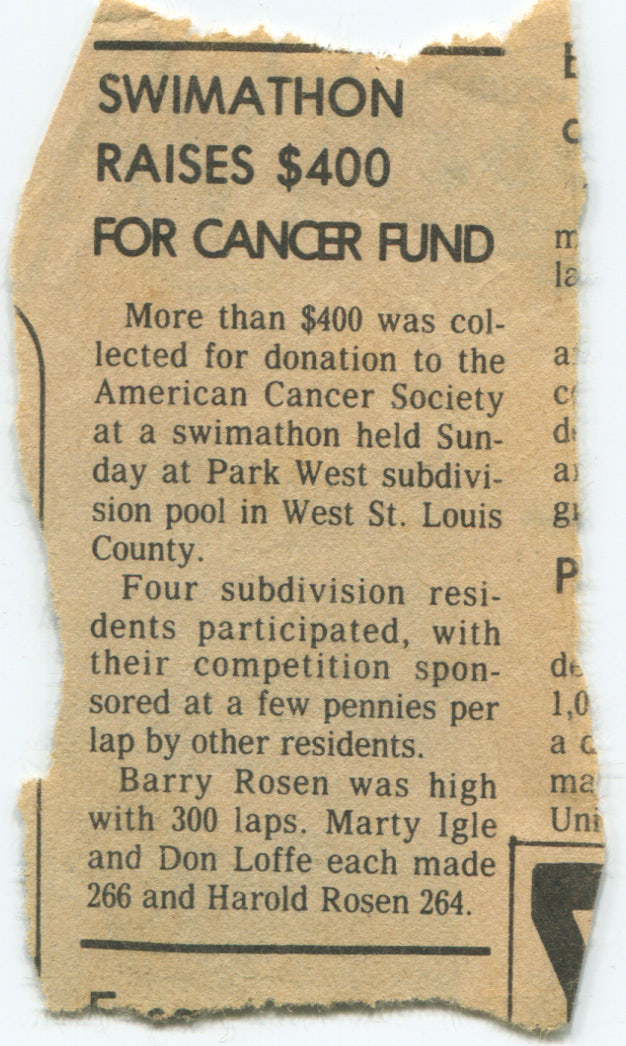 SWIMATHON
RAISES $400
FOR CANCER FUND
More than $400 was col-
lected for donation to the
American Cancer Society
at a swimathon held Sun-
day at Park West subdivi-
sion pool in West St. Louis
County.
Four subdivision resi-
dents participated, with
their competition spon-
sored at a few pennies per
lap by other residents.
Barry Rosen was high
with 300 laps. Marty Igle
and Don Loffe each made
266 and Harold Rosen 264.